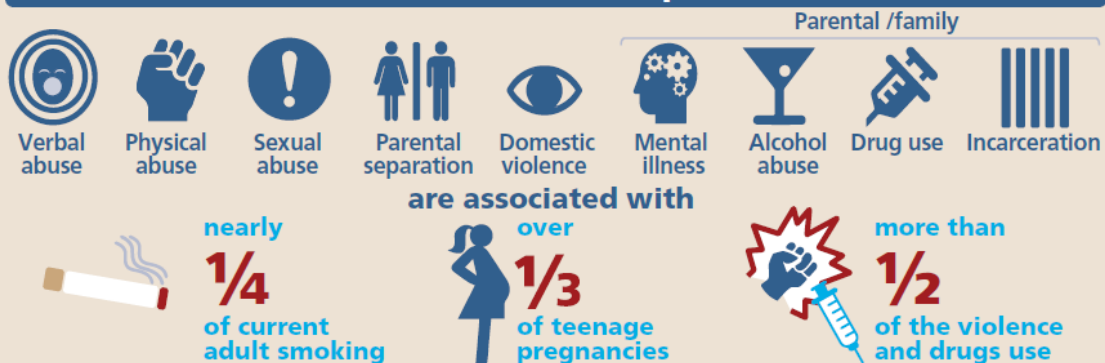 Parental /family
Verbal abuse
Physical abuse
Sexual abuse
Parental separation
Domestic violence
Mental illness
Alcohol abuse
Drug use
Incarceration
are associated with
nearly
1/4
of current
adult smoking
over
1/3
of teenage
pregnancies
more than
1/2
of the violence
and drugs use